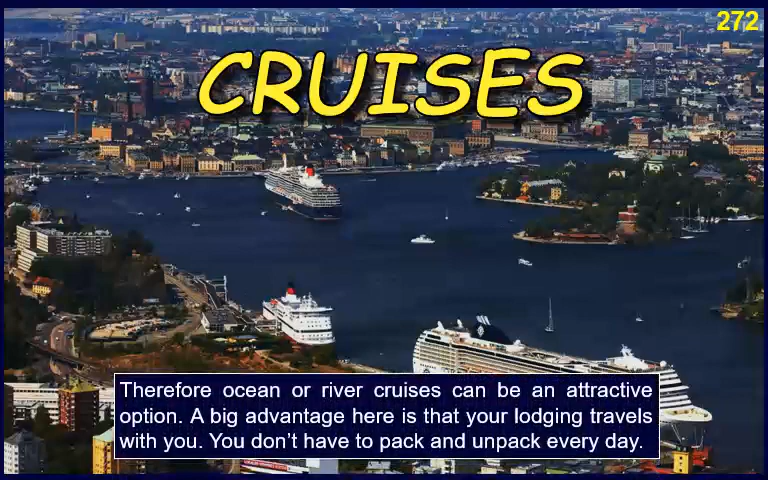 272
CRUISES
Therefore ocean or river cruises can be an attractive
option. A big advantage here is that your lodging travels
with you. You don't have to pack and unpack every day.